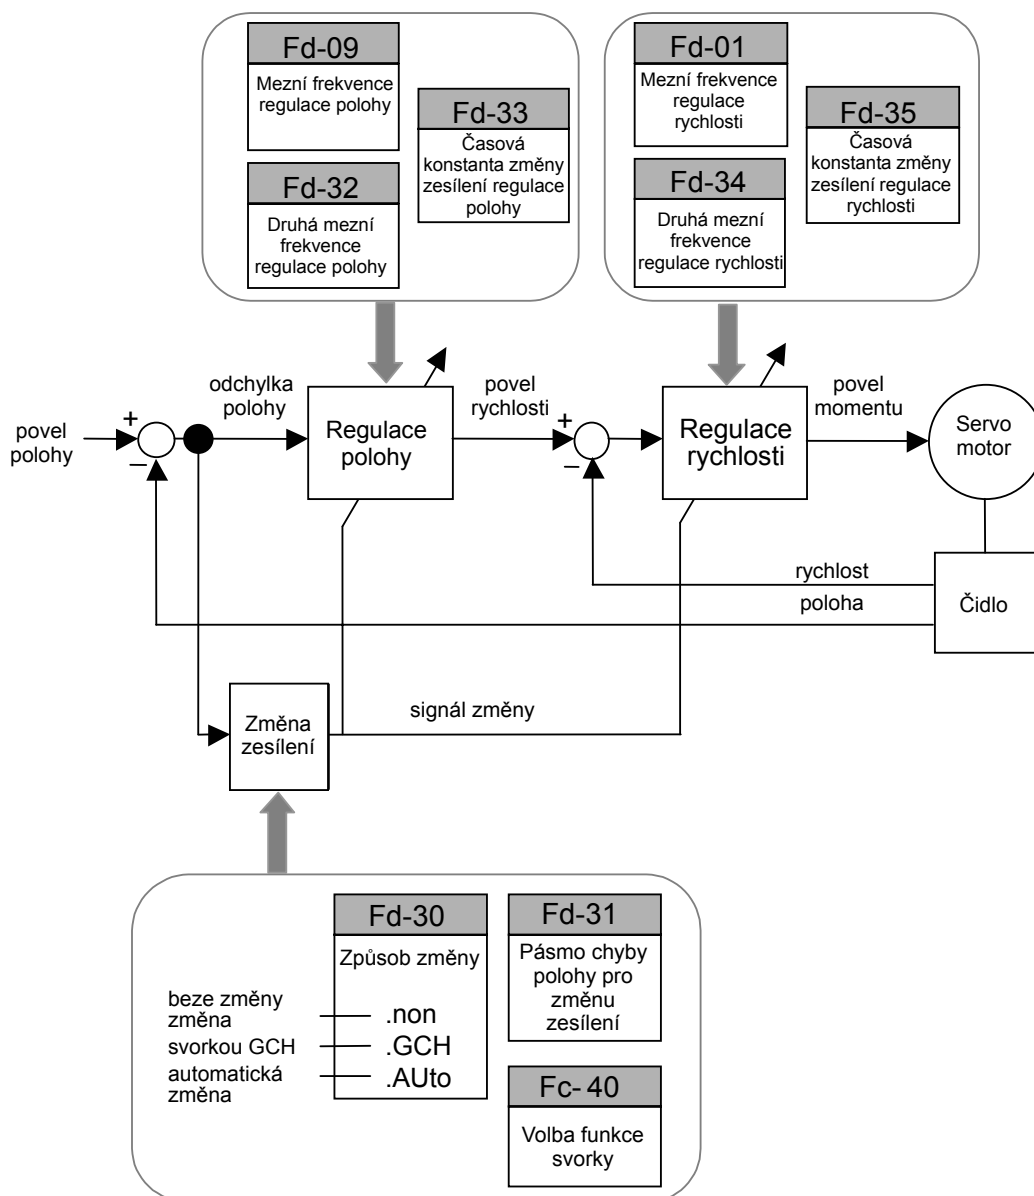 Fd-09
Mezní frekvence
regulace polohy
Fd-33
Časová
konstanta změny
zesílení regulace
polohy
Fd-32
Druhá mezní
frekvence
regulace polohy
Fd-01
Mezní frekvence
regulace
rychlosti
Fd-35
Časová
konstanta změny
zesílení regulace
rychlosti
Fd-34
Druhá mezní
frekvence
regulace rychlosti
povel
polohy
+
–
odchylka
polohy
Regulace
polohy
povel
rychlosti
+
–
Regulace
rychlosti
povel
momentu
Servo
motor
rychlost
poloha
Čidlo
Změna
zesílení
signál změny
Fd-30
Způsob změny
beze změny
změna
svorkou GCH
automatická
změna
.non
.GCH
.AUto
Fd-31
Pásmo chyby
polohy pro
změnu
zesílení
Fc- 40
Volba funkce
svorky